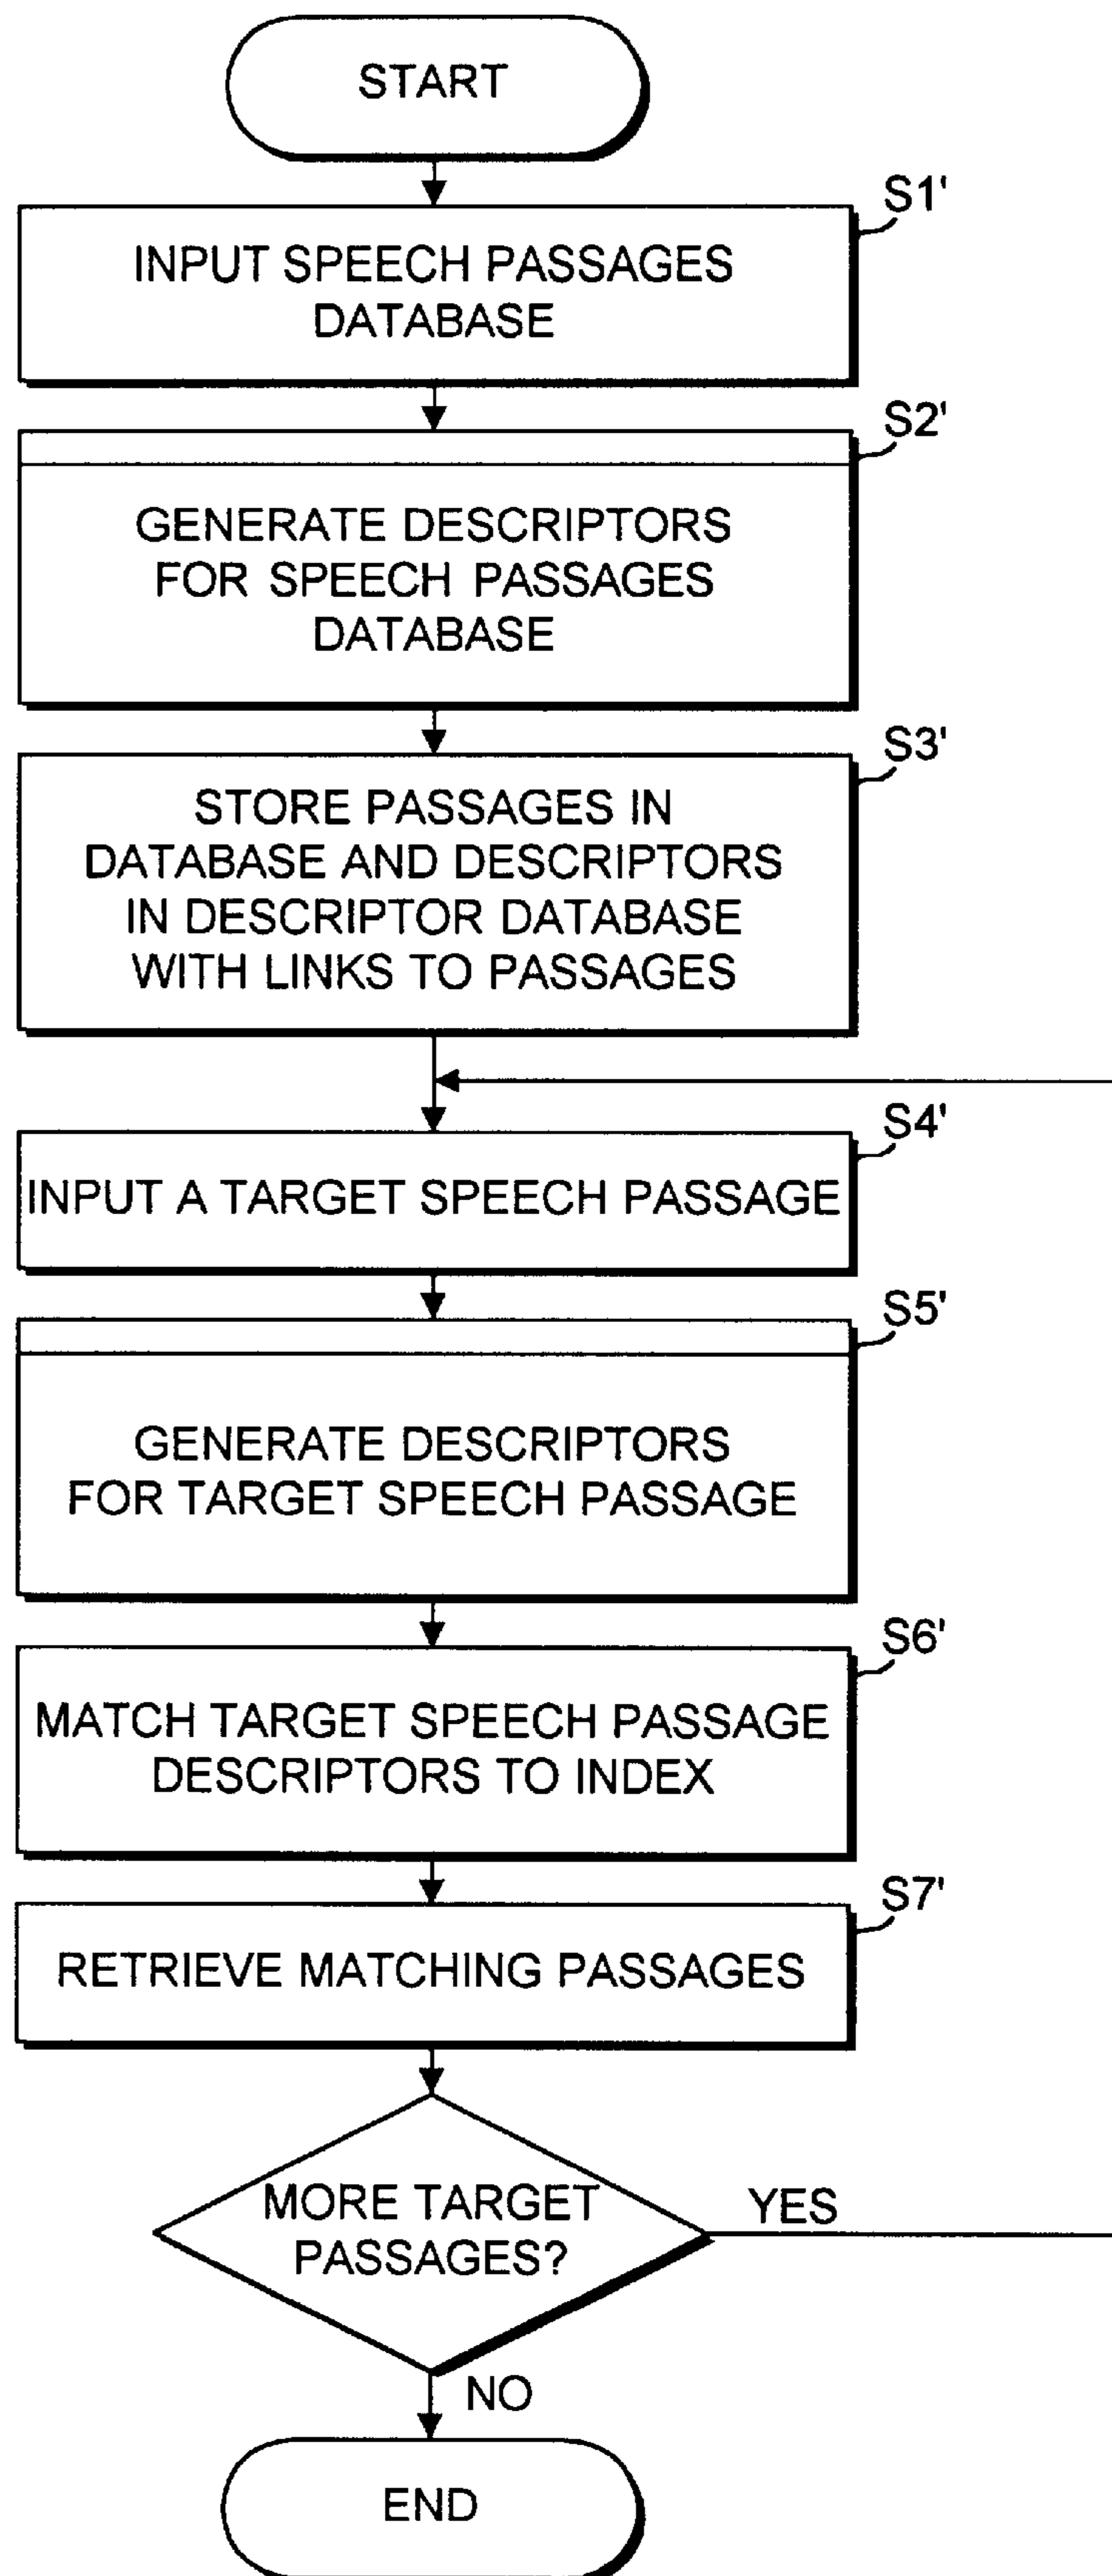 START
S1'
INPUT SPEECH PASSAGES
DATABASE
S2'
GENERATE DESCRIPTORS
FOR SPEECH PASSAGES
DATABASE
S3'
STORE PASSAGES IN
DATABASE AND DESCRIPTORS
IN DESCRIPTOR DATABASE
WITH LINKS TO PASSAGES
S4'
INPUT A TARGET SPEECH PASSAGE
S5'
GENERATE DESCRIPTORS
FOR TARGET SPEECH PASSAGE
S6'
MATCH TARGET SPEECH PASSAGE
DESCRIPTORS TO INDEX
S7'
RETRIEVE MATCHING PASSAGES
MORE TARGET
PASSAGES?
YES
NO
END